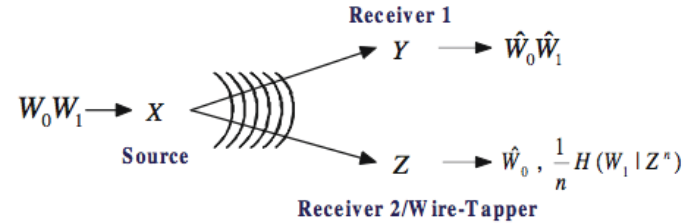 Receiver 1
Y Ŵ₀Ŵ₁
W₀W₁ X
Source
Z Ŵ₀ , 1/n H(W₁ | Zⁿ)
Receiver 2/Wire-Tapper